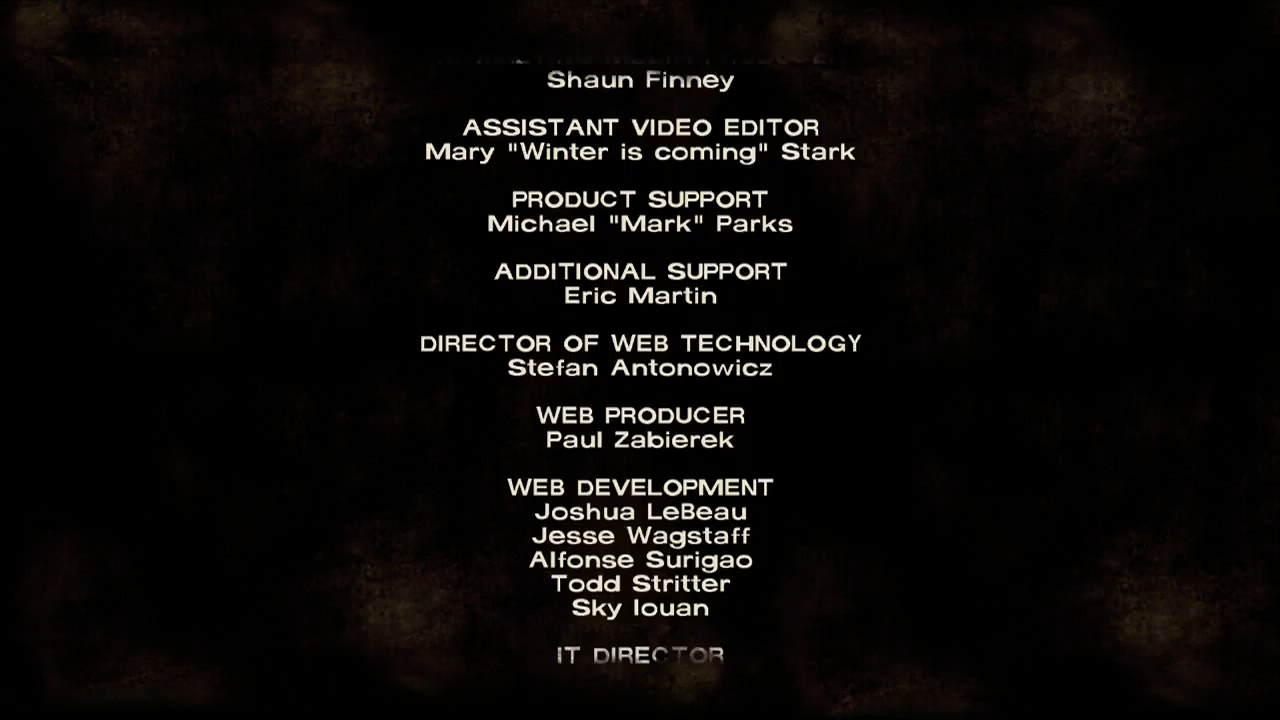 Shaun Finney
ASSISTANT VIDEO EDITOR
Mary "Winter is coming" Stark
PRODUCT SUPPORT
Michael "Mark" Parks
ADDITIONAL SUPPORT
Eric Martin
DIRECTOR OF WEB TECHNOLOGY
Stefan Antonowicz
WEB PRODUCER
Paul Zabierek
WEB DEVELOPMENT
Joshua LeBeau
Jesse Wagstaff
Alfonse Surigao
Todd Stritter
Sky Iouan
IT DIRECTOR